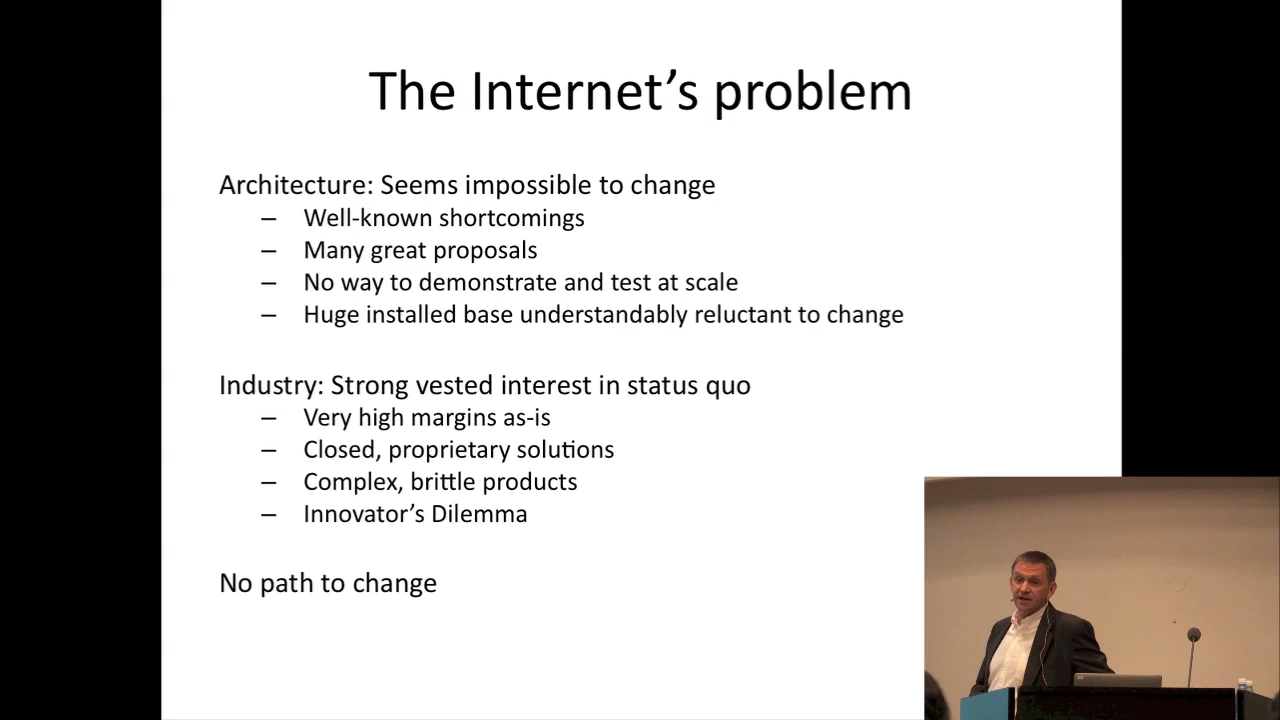 The Internet’s problem
Architecture: Seems impossible to change
– Well-known shortcomings
– Many great proposals
– No way to demonstrate and test at scale
– Huge installed base understandably reluctant to change
Industry: Strong vested interest in status quo
– Very high margins as-is
– Closed, proprietary solutions
– Complex, brittle products
– Innovator’s Dilemma
No path to change